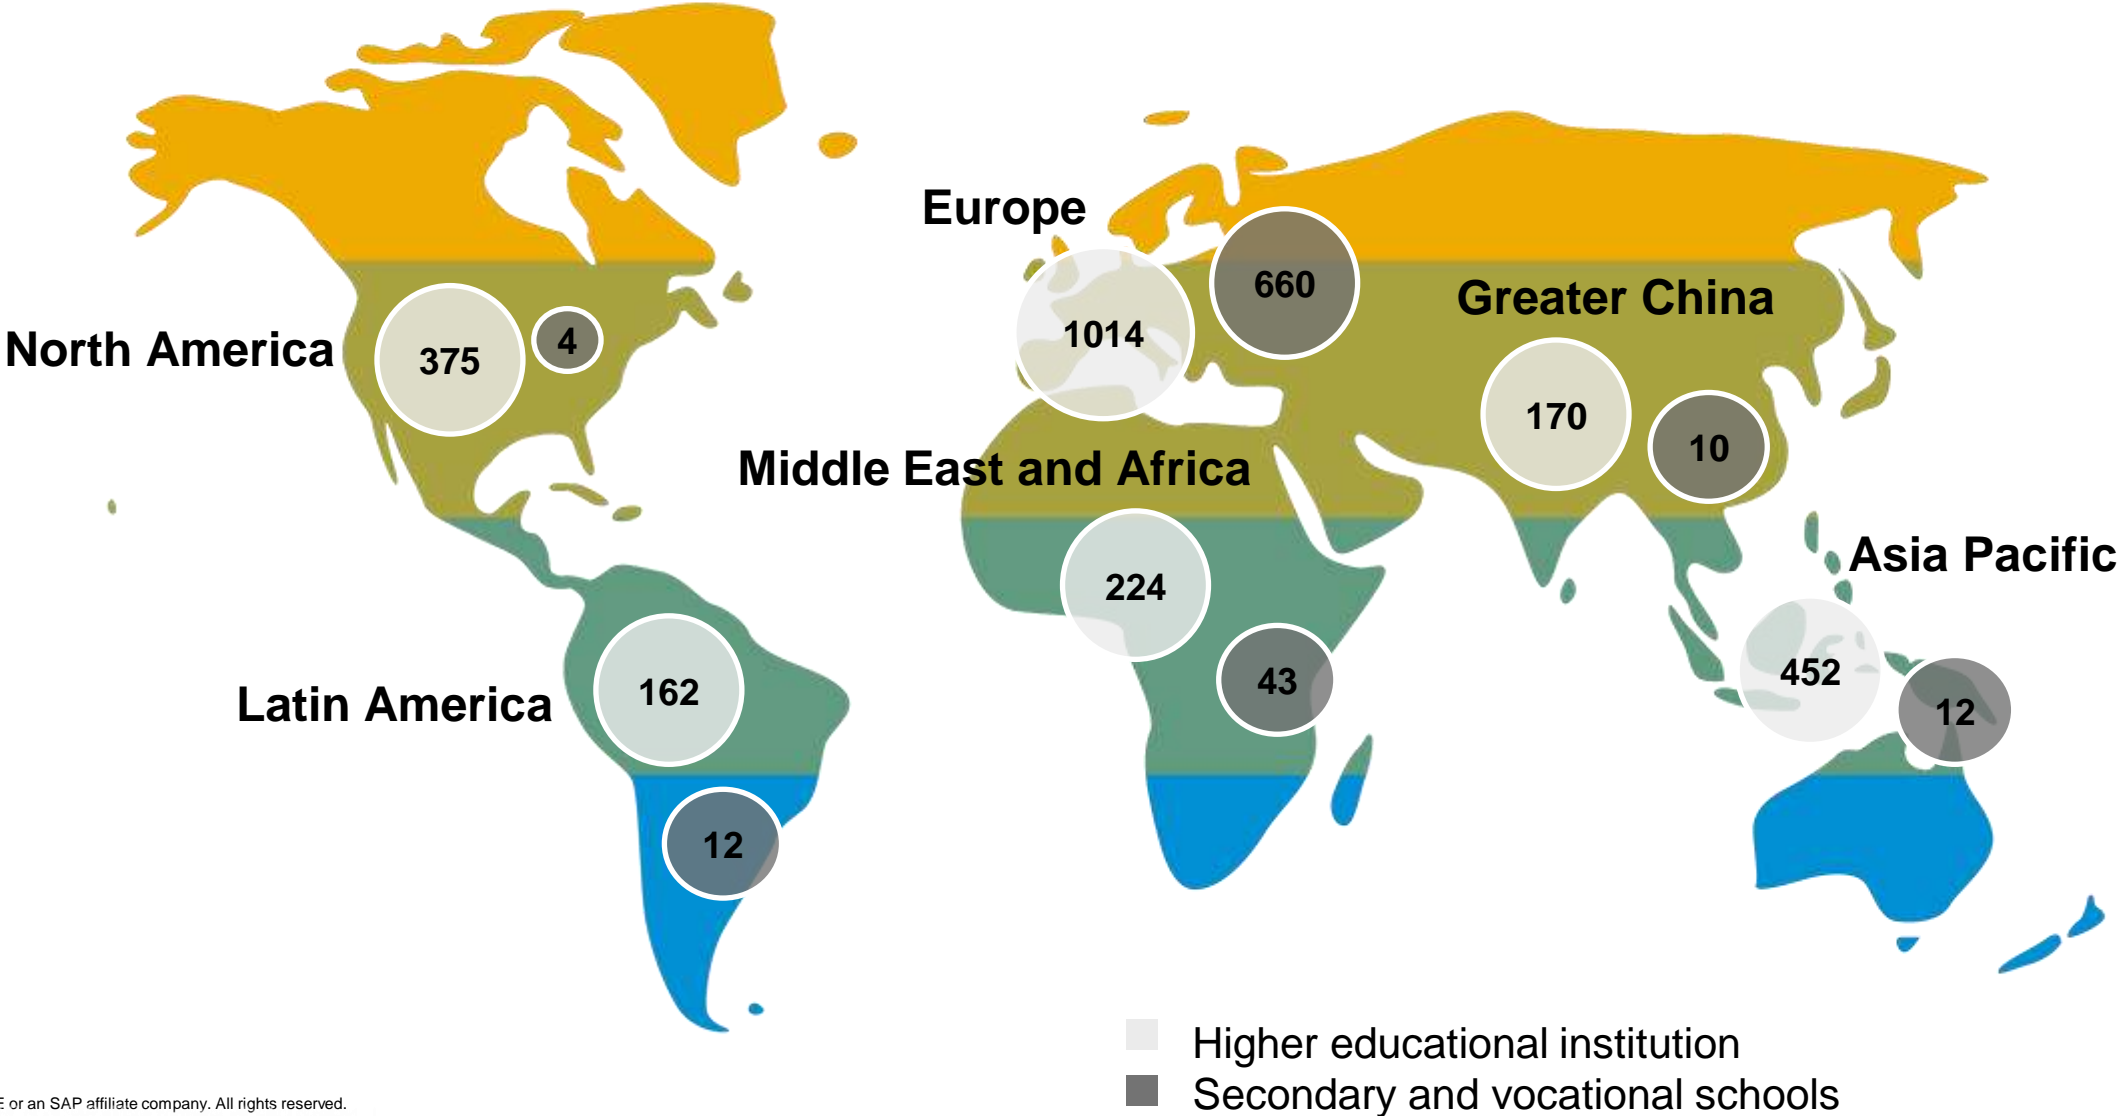 Europe
660
Greater China
1014
North America
375
4
170
10
Middle East and Africa
Asia Pacific
224
452
43
12
Latin America
162
12
Higher educational institution
Secondary and vocational schools
E or an SAP affiliate company. All rights reserved.